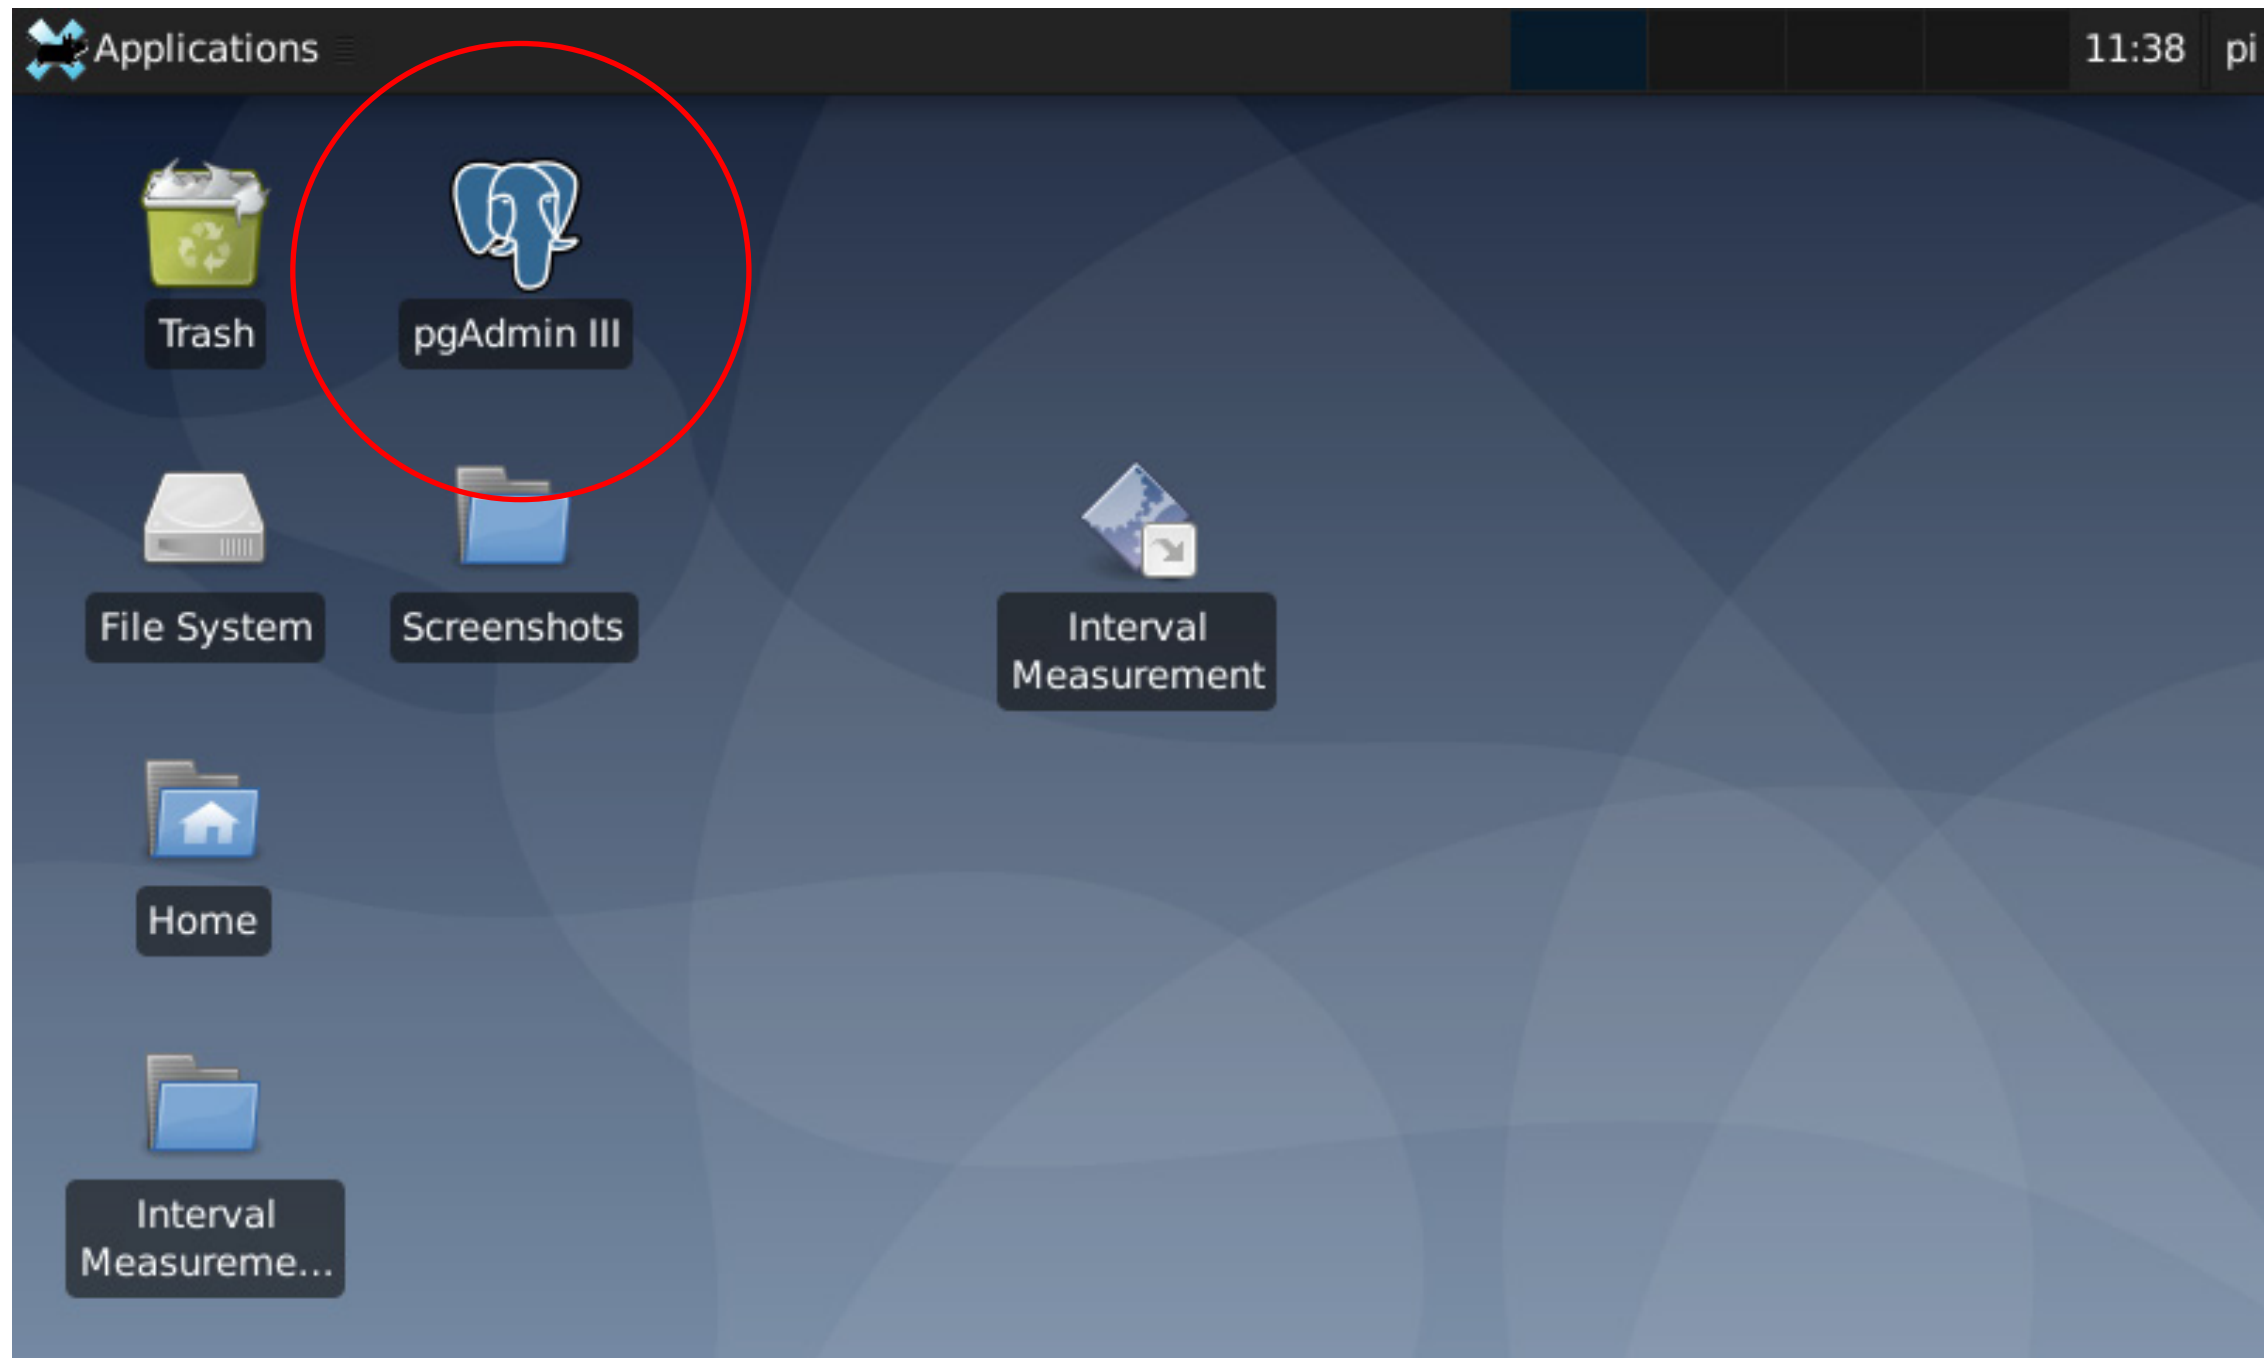 Applications
11:38
pi
Trash
pgAdmin III
File System
Screenshots
Interval
Measurement
Home
Interval
Measureme...